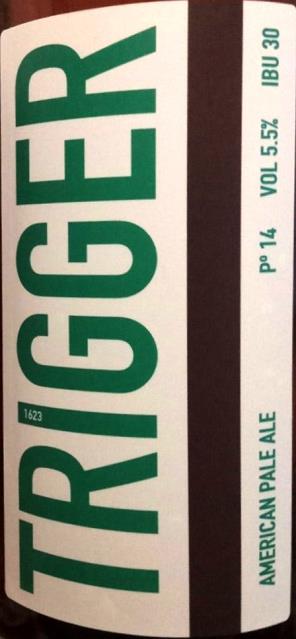 TRIGGER
1623
AMERICAN PALE ALE Pº 14 VOL 5.5% IBU 30